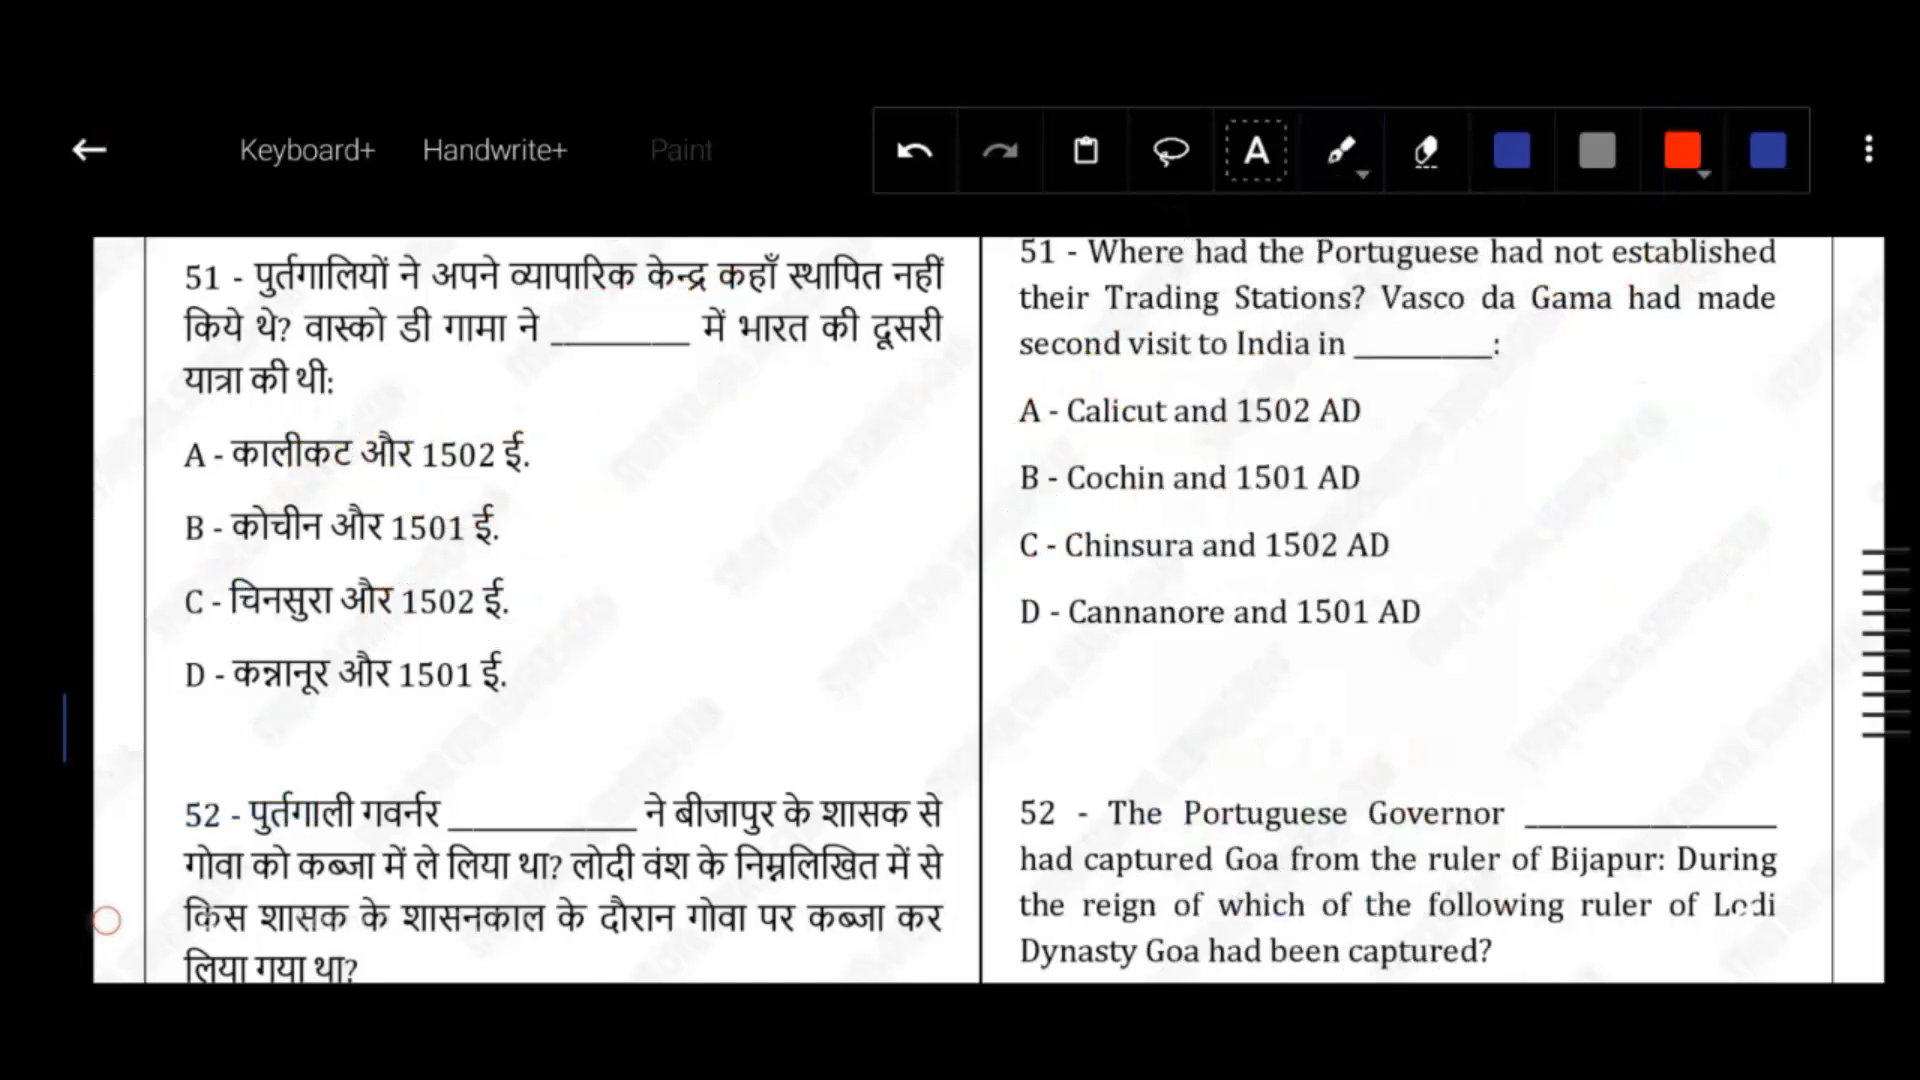 Keyboard+ Handwrite+ Paint A
51 - पुर्तगालियों ने अपने व्यापारिक केन्द्र कहाँ स्थापित नहीं
किये थे? वास्को डी गामा ने ________ में भारत की दूसरी
यात्रा की थी:
A - कालीकट और 1502 ई.
B - कोचीन और 1501 ई.
C - चिनसुरा और 1502 ई.
D - कन्नानूर और 1501 ई.
52 - पुर्तगाली गवर्नर ___________ ने बीजापुर के शासक से
गोवा को कब्जा में ले लिया था? लोदी वंश के निम्नलिखित में से
किस शासक के शासनकाल के दौरान गोवा पर कब्जा कर
लिया गया था?
51 - Where had the Portuguese had not established
their Trading Stations? Vasco da Gama had made
second visit to India in ________:
A - Calicut and 1502 AD
B - Cochin and 1501 AD
C - Chinsura and 1502 AD
D - Cannanore and 1501 AD
52 - The Portuguese Governor _______________
had captured Goa from the ruler of Bijapur: During
the reign of which of the following ruler of Lodi
Dynasty Goa had been captured?